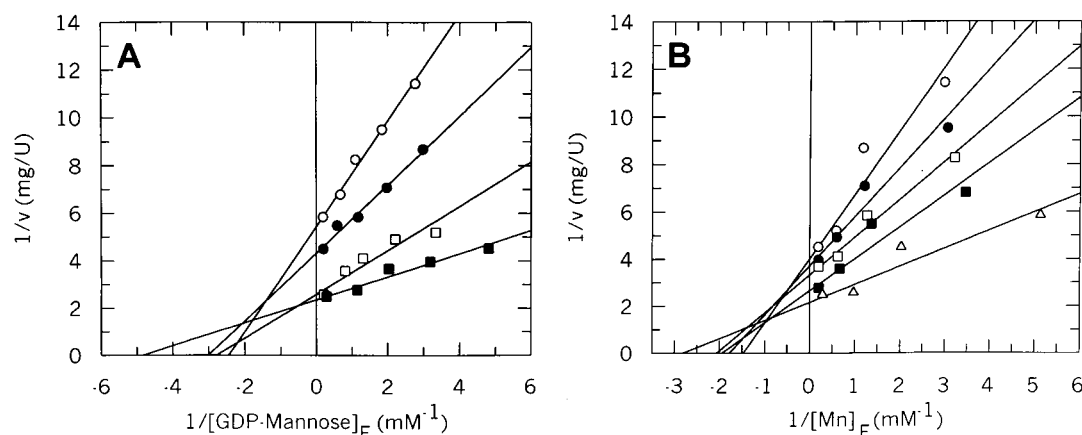 A
14
12
10
8
6
4
2
0
1/v (mg/U)
-6 -4 -2 0 2 4 6
1/[GDP-Mannose]F (mM-1)
B
14
12
10
8
6
4
2
0
1/v (mg/U)
-3 -2 -1 0 1 2 3 4 5 6
1/[Mn]F (mM-1)